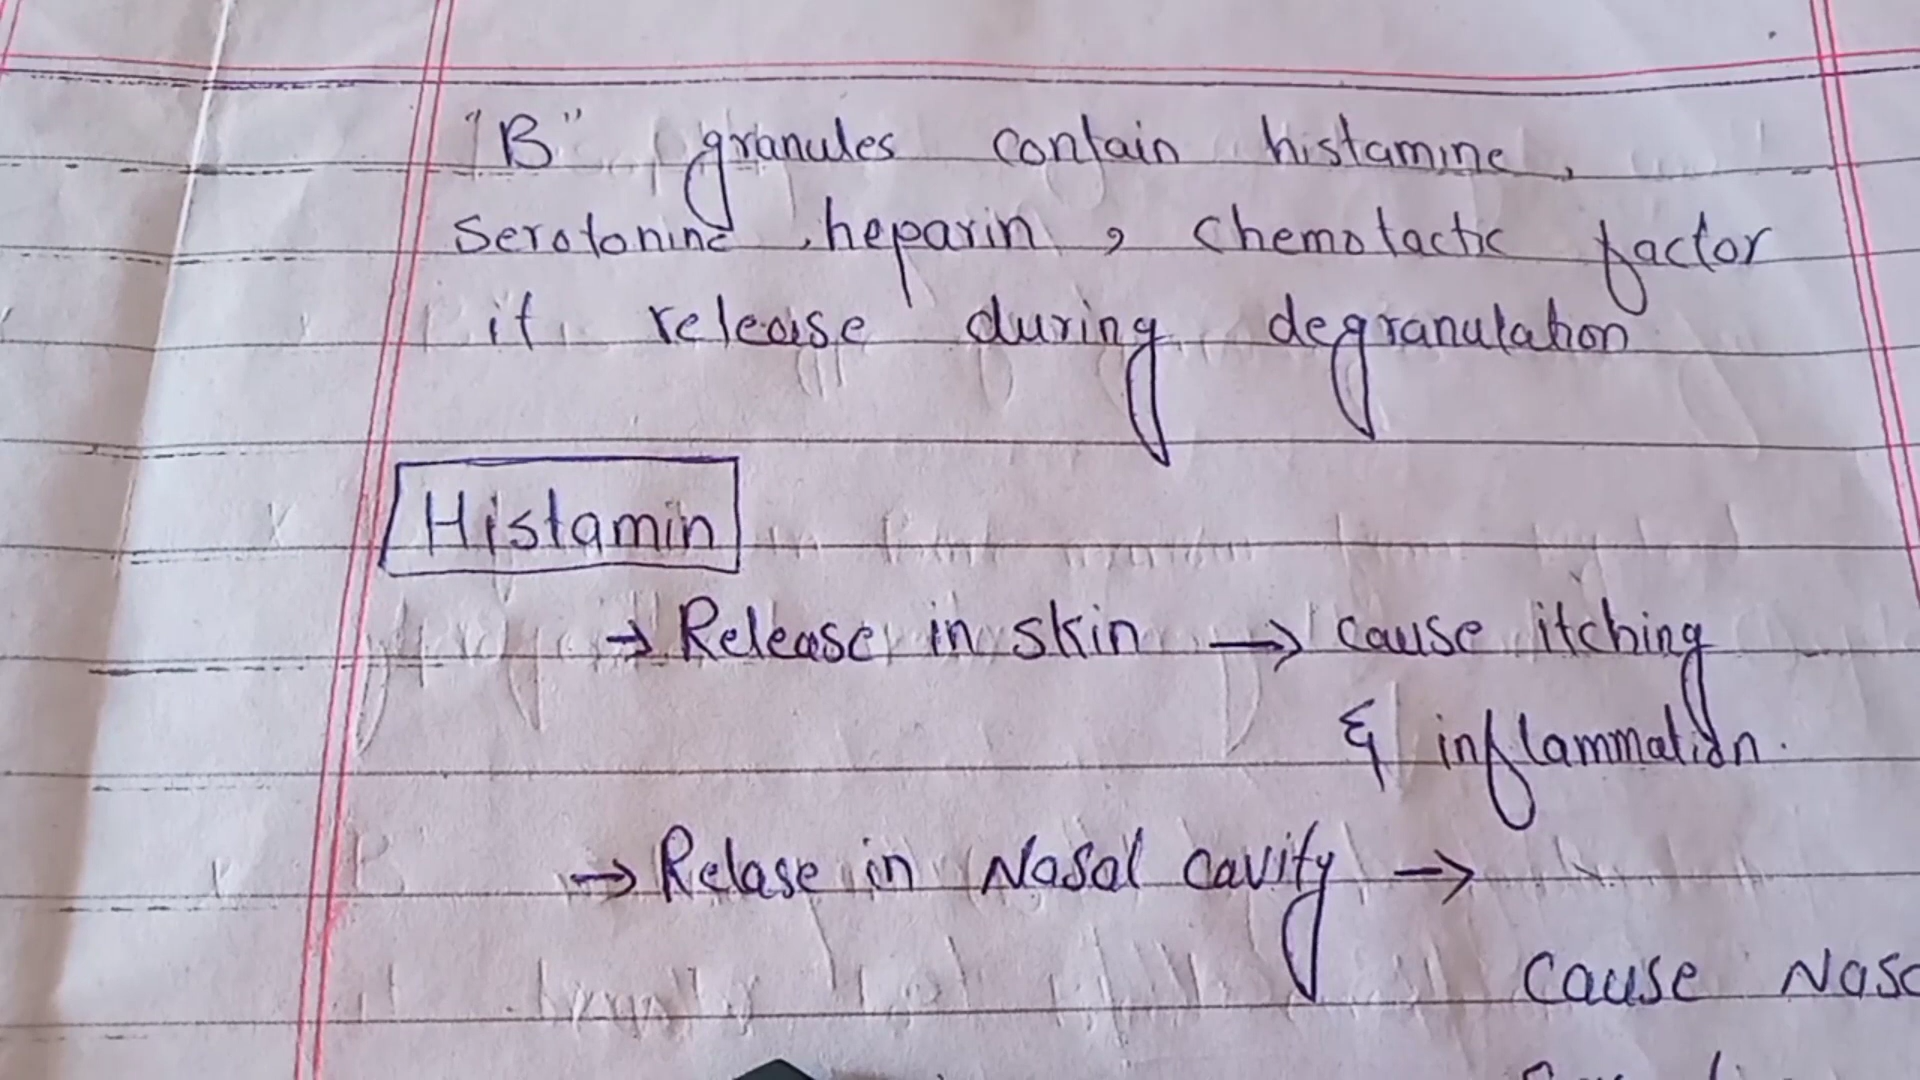 "B" granules contain histamine,
Serotonine, heparin, chemotactic factor
it release during degranulation
Histamin
→ Release in skin → cause itching
& inflammation.
→ Relase in Nasal cavity →
cause